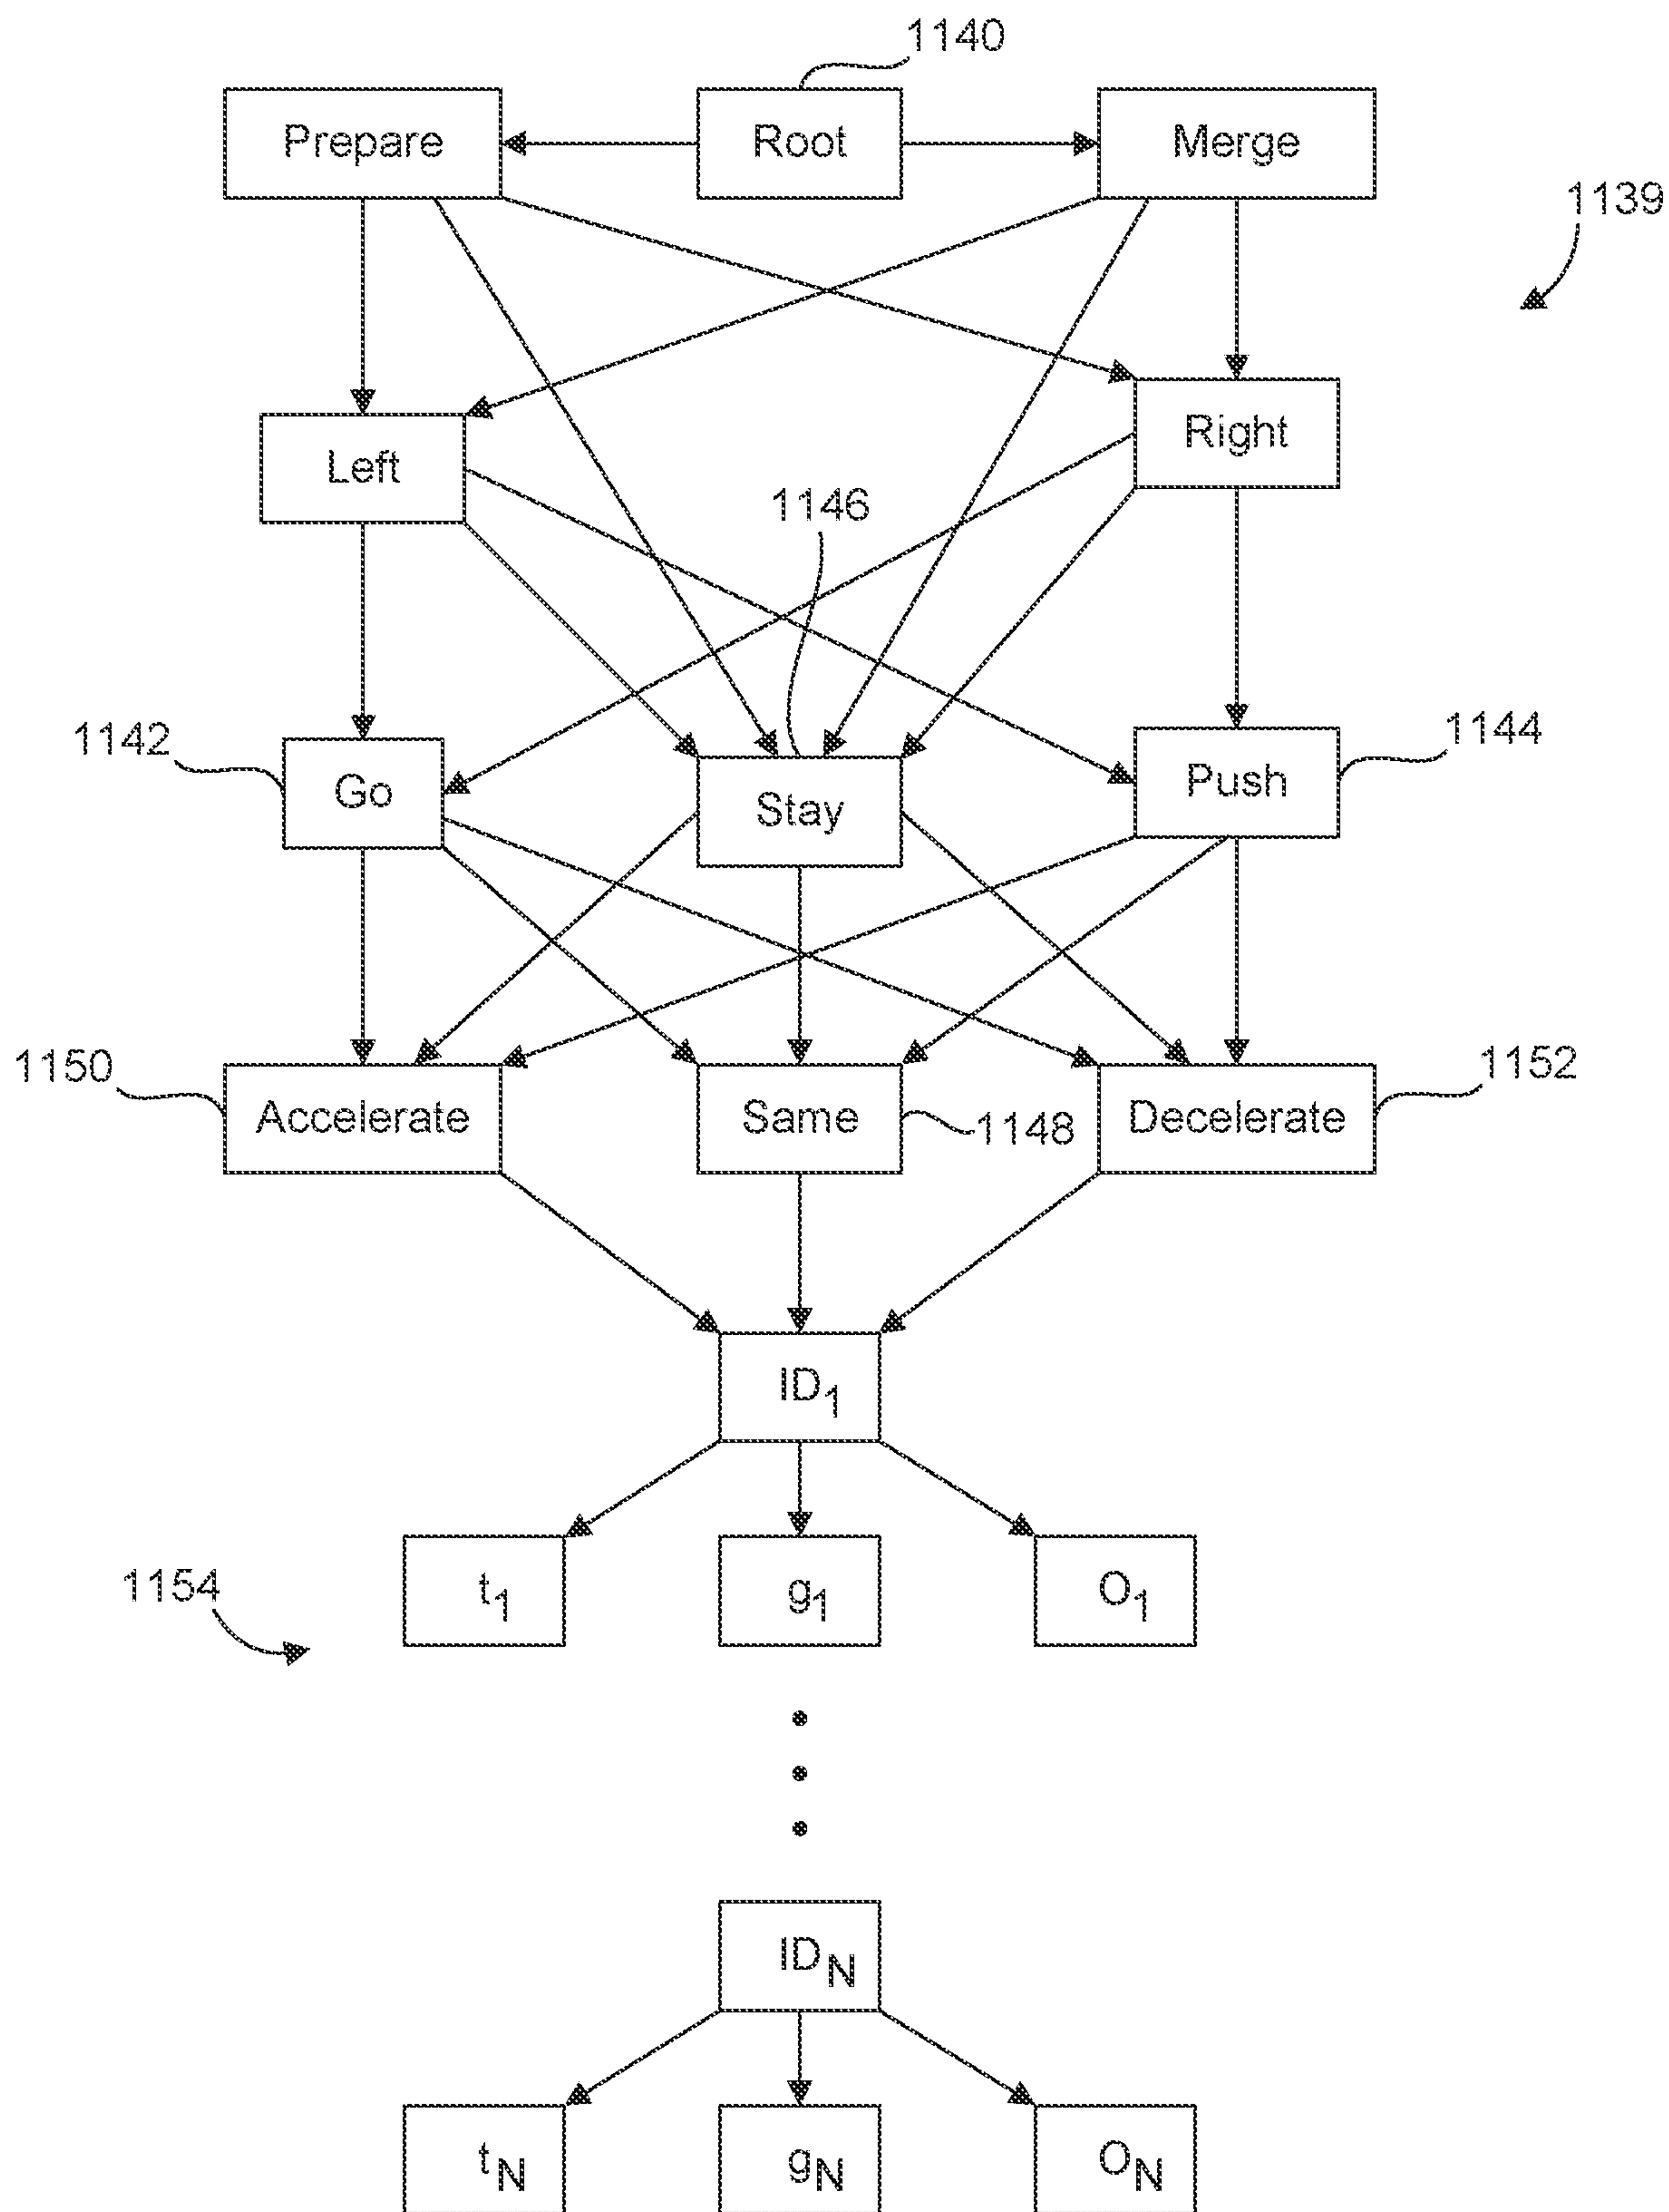 1140
Prepare
Root
Merge
1139
Left
Right
1146
1142
Go
Stay
Push
1144
1150
Accelerate
Same
1148
Decelerate
1152
ID1
1154
t1
g1
O1
IDN
tN
gN
ON